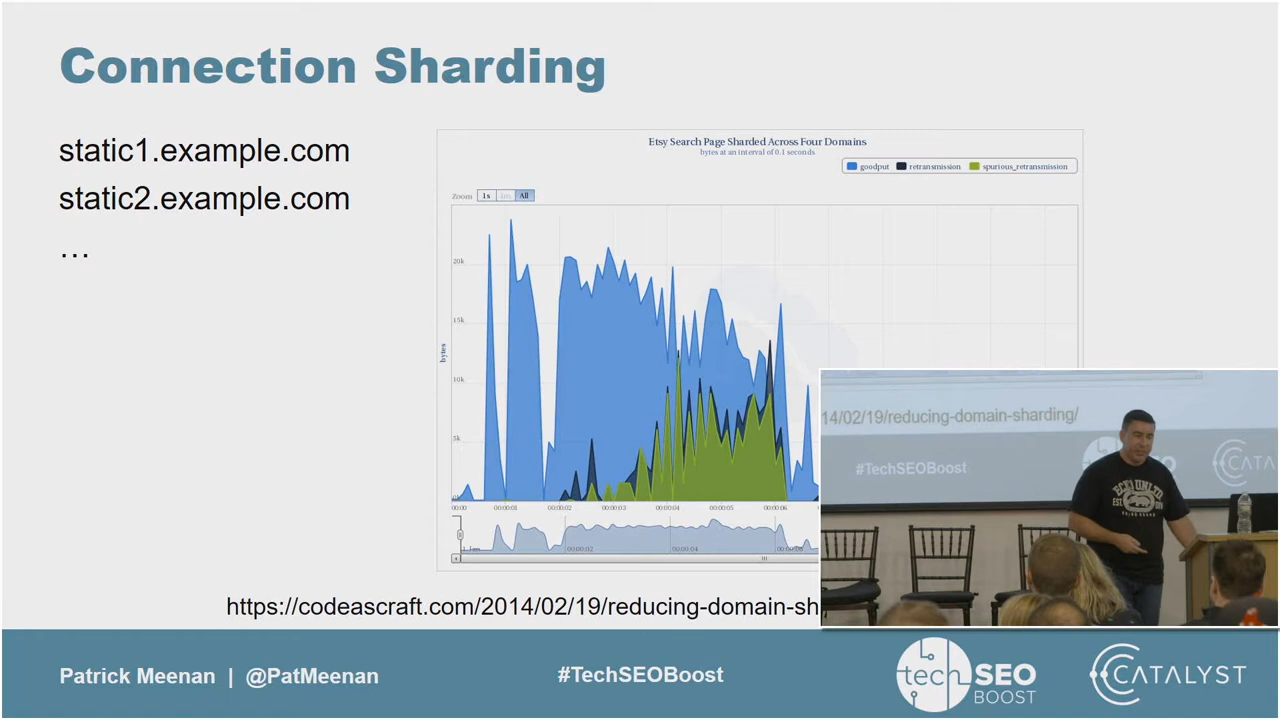 Connection Sharding
static1.example.com
static2.example.com
…
Etsy Search Page Sharded Across Four Domains
bytes at an interval of 0.1 seconds
goodput retransmission spurious_retransmission
Zoom 1s All
20k
15k
10k
5k
bytes
00:00 00:00:01 00:00:02 00:00:03 00:00:04 00:00:05 00:00:06
00:00:02 00:00:04
https://codeascraft.com/2014/02/19/reducing-domain-sh
14/02/19/reducing-domain-sharding/
#TechSEOBoost
CATA
ECKO UNLTD
Patrick Meenan | @PatMeenan
#TechSEOBoost
tech SEO
BOOST
CATALYST